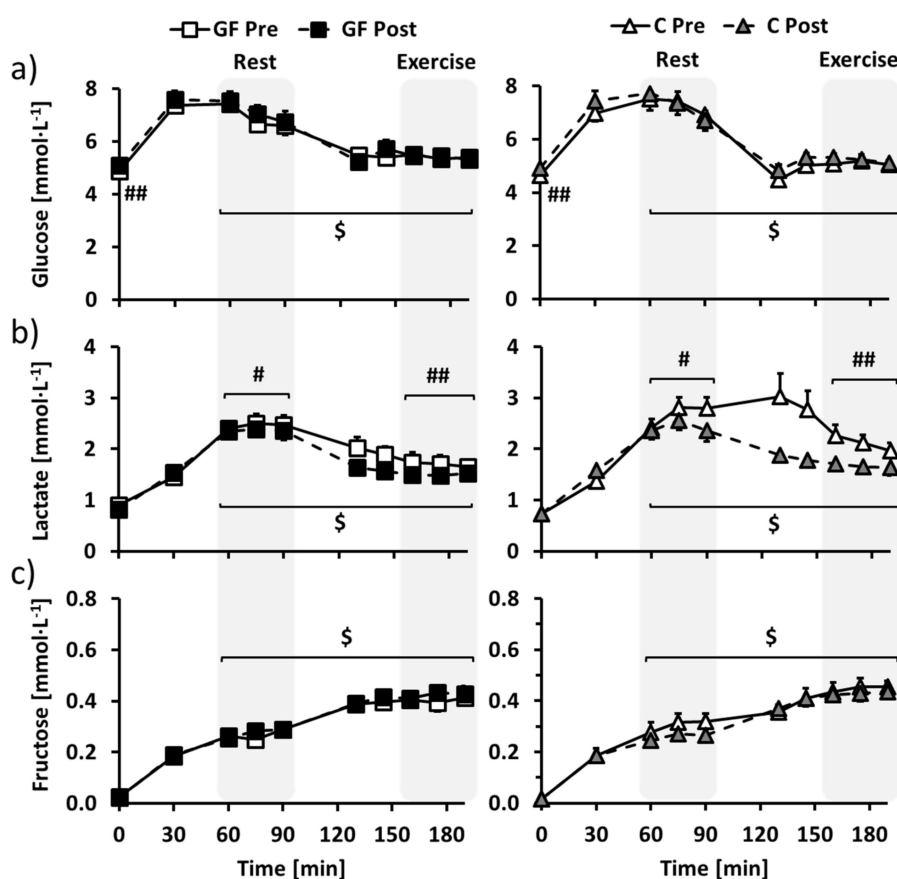 GF Pre GF Post C Pre C Post
Rest Exercise Rest Exercise
a)
Glucose [mmol·L-1]
8 8
6 6
4 4
2 2
0 0
## ##
$ $
b)
Lactate [mmol·L-1]
4 4
3 3
2 2
1 1
0 0
# ## # ##
$ $
c)
Fructose [mmol·L-1]
0.8 0.8
0.6 0.6
0.4 0.4
0.2 0.2
0.0 0.0
$ $
0 30 60 90 120 150 180 0 30 60 90 120 150 180
Time [min] Time [min]